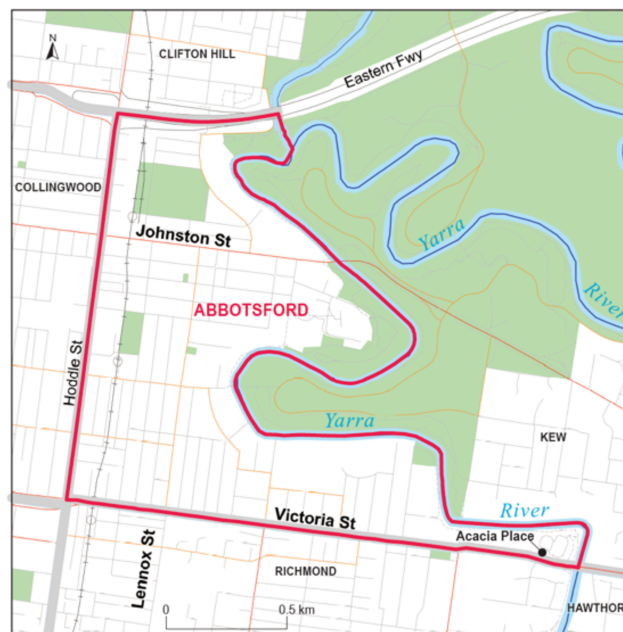 N
CLIFTON HILL
Eastern Fwy
COLLINGWOOD
Johnston St
Yarra
River
ABBOTSFORD
Hoddle St
Yarra
KEW
Victoria St
River
Acacia Place
Lennox St
RICHMOND
HAWTHOR
0 0.5 km